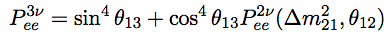 $P_{ee}^{3\nu} = \sin^4 \theta_{13} + \cos^4 \theta_{13} P_{ee}^{2\nu}(\Delta m_{21}^2, \theta_{12})$